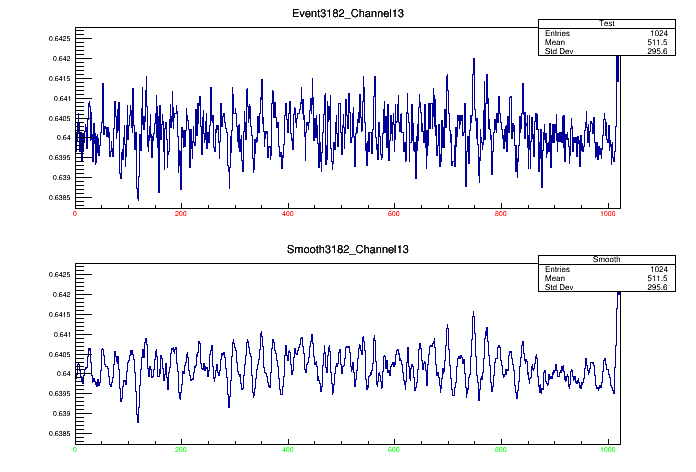 Event3182_Channel13
Test
Entries 1024
Mean 511.5
Std Dev 295.6
0.6425
0.642
0.6415
0.641
0.6405
0.64
0.6395
0.639
0.6385
0 200 400 600 800 1000
Smooth3182_Channel13
Smooth
Entries 1024
Mean 511.5
Std Dev 295.6
0.6425
0.642
0.6415
0.641
0.6405
0.64
0.6395
0.639
0.6385
0 200 400 600 800 1000